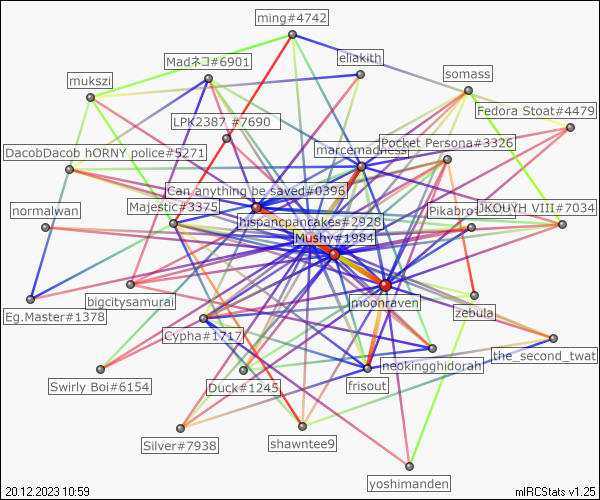 ming#4742
Madネコ#6901
eliakith
somass
mukszi
Fedora Stoat#4479
LPK2387 #7690
Pocket Persona#3326
marcemadness
DacobDacob hORNY police#5271
Can anything be saved#0396
Majestic#3375
normalwan
JKOUYH VIII#7034
hispancpancakes#2928
Mushy#1984
bigcitysamurai
moonraven
zebula
Eg.Master#1378
Cypha#1717
the_second_twat
neokingghidorah
Swirly Boi#6154
Duck#1245
frisout
Silver#7938
shawntee9
yoshimanden
20.12.2023 10:59
mIRCStats v1.25